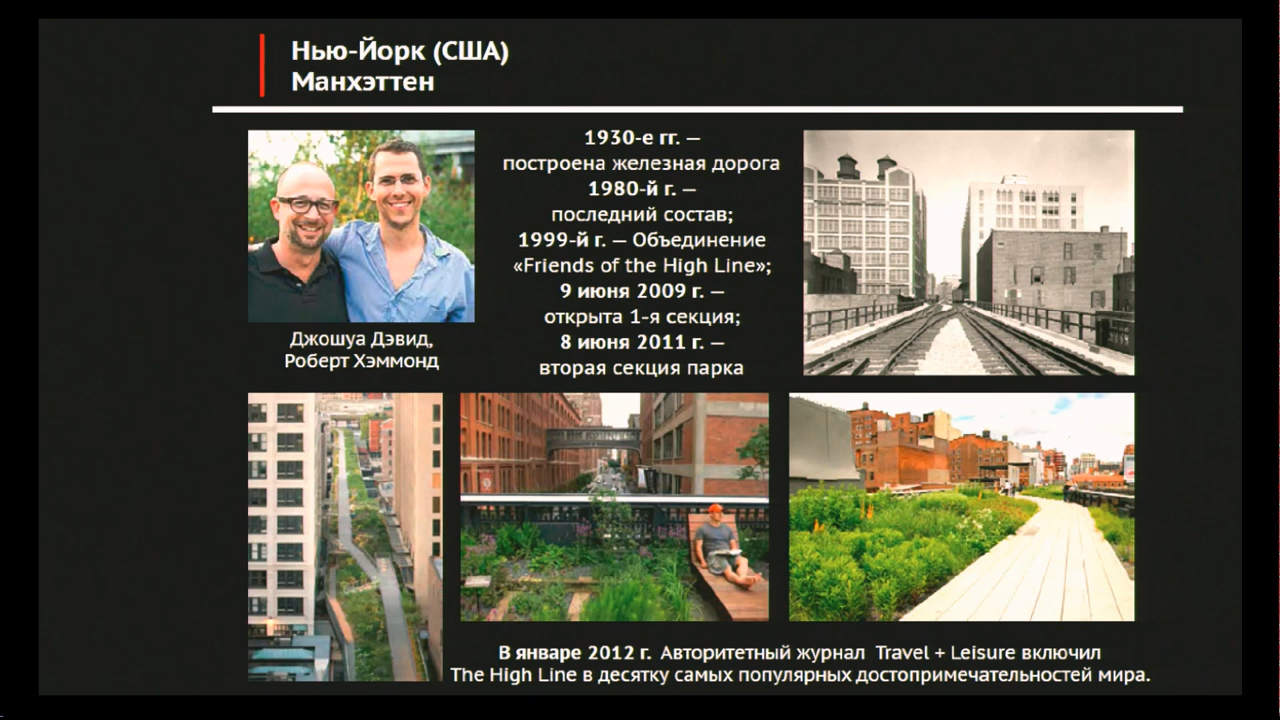 Нью-Йорк (США)
Манхэттен
1930-е гг. —
построена железная дорога
1980-й г. —
последний состав;
1999-й г. — Объединение
«Friends of the High Line»;
9 июня 2009 г. —
открыта 1-я секция;
8 июня 2011 г. —
вторая секция парка
Джошуа Дэвид,
Роберт Хэммонд
В январе 2012 г. Авторитетный журнал Travel + Leisure включил
The High Line в десятку самых популярных достопримечательностей мира.